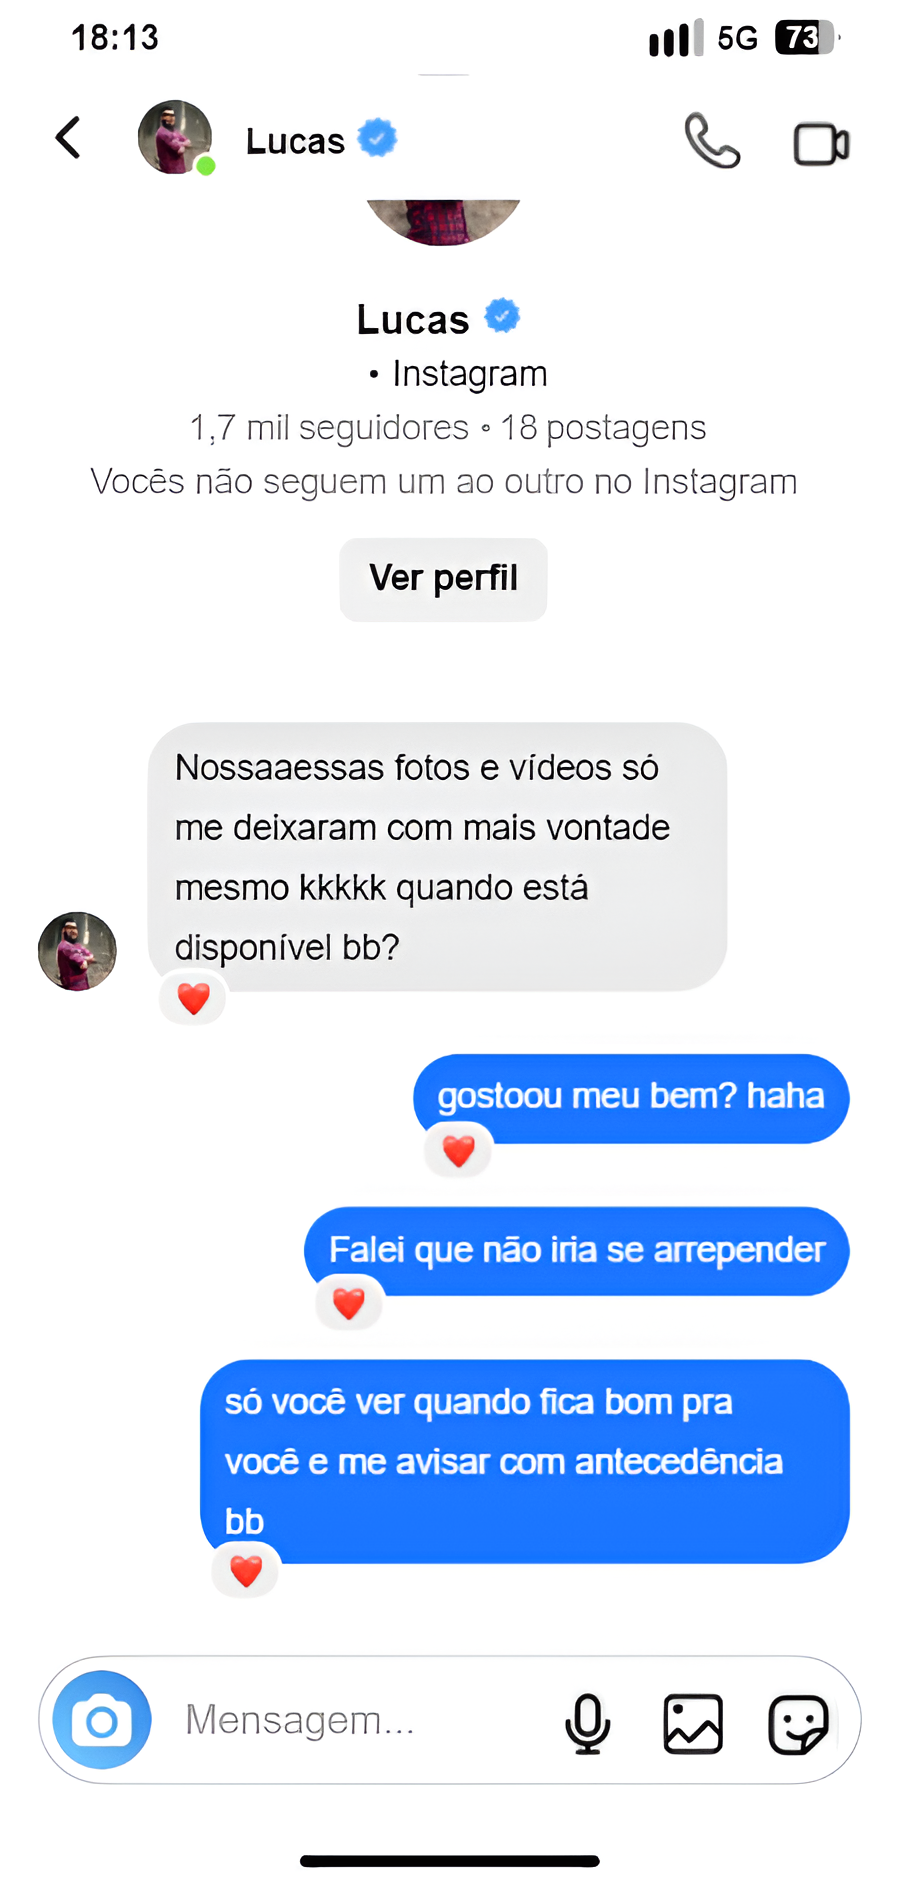 18:13
5G 73
Lucas
Lucas
• Instagram
1,7 mil seguidores • 18 postagens
Vocês não seguem um ao outro no Instagram
Ver perfil
Nossaaessas fotos e vídeos só
me deixaram com mais vontade
mesmo kkkkk quando está
disponível bb?
gostoou meu bem? haha
Falei que não iria se arrepender
só você ver quando fica bom pra
você e me avisar com antecedência
bb
Mensagem...